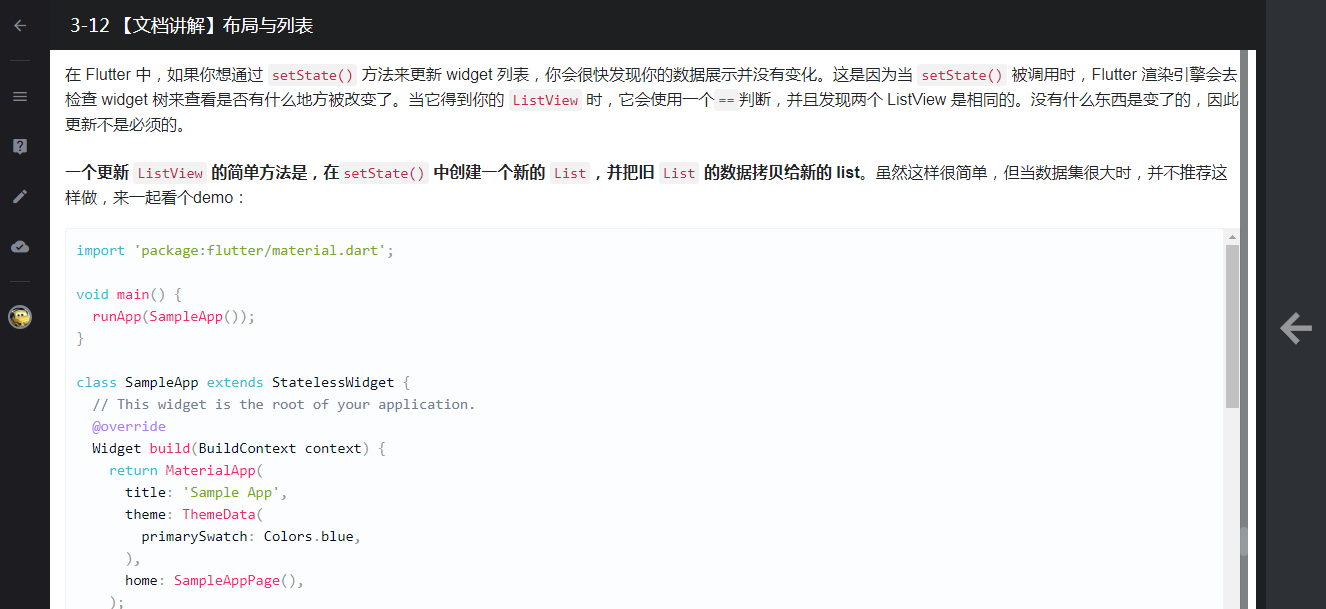 3-12 【文档讲解】布局与列表
在 Flutter 中，如果你想通过 setState() 方法来更新 widget 列表，你会很快发现你的数据展示并没有变化。这是因为当 setState() 被调用时，Flutter 渲染引擎会去
检查 widget 树来查看是否有什么地方被改变了。当它得到你的 ListView 时，它会使用一个 == 判断，并且发现两个 ListView 是相同的。没有什么东西是变了的，因此
更新不是必须的。
一个更新 ListView 的简单方法是，在 setState() 中创建一个新的 List ，并把旧 List 的数据拷贝给新的 list。虽然这样很简单，但当数据集很大时，并不推荐这
样做，来一起看个demo：
import 'package:flutter/material.dart';
void main() {
  runApp(SampleApp());
}
class SampleApp extends StatelessWidget {
  // This widget is the root of your application.
  @override
  Widget build(BuildContext context) {
    return MaterialApp(
      title: 'Sample App',
      theme: ThemeData(
        primarySwatch: Colors.blue,
      ),
      home: SampleAppPage(),
    );